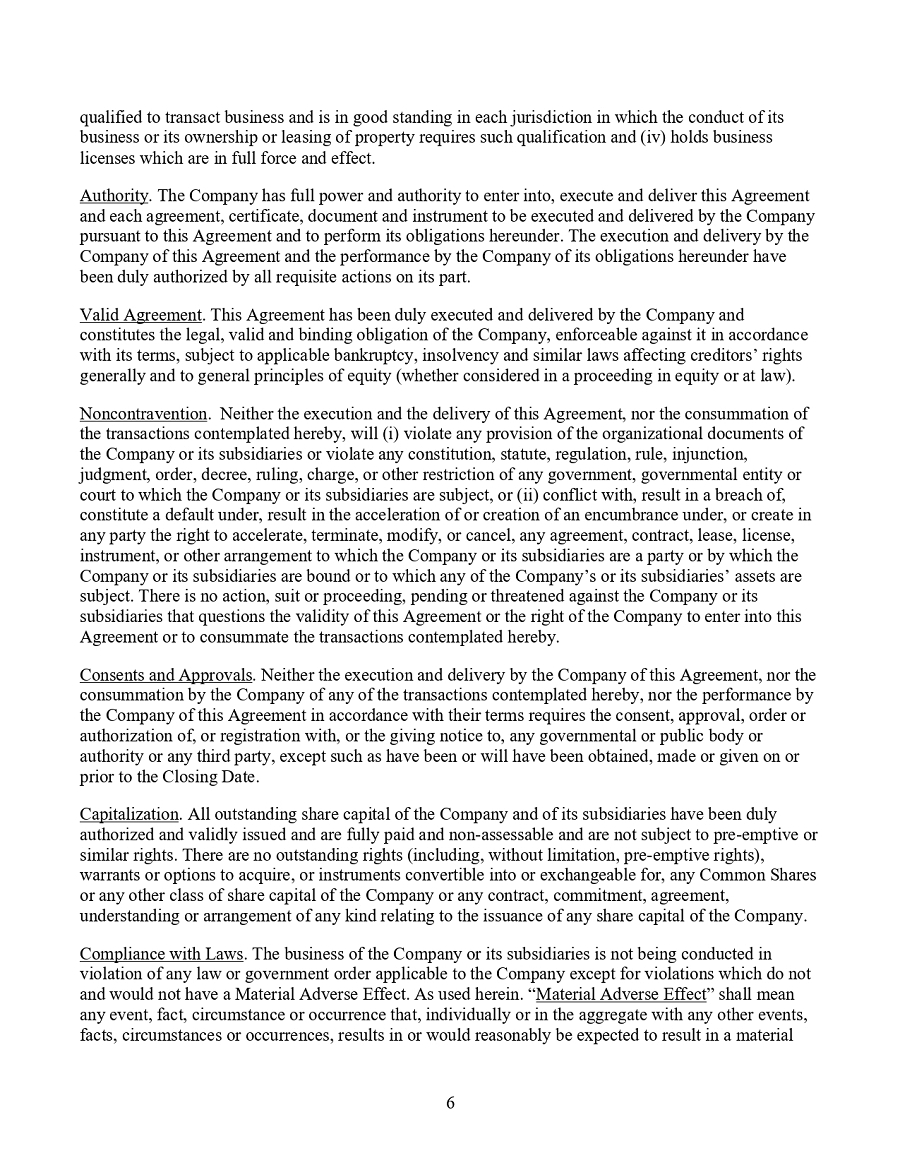 qualified to transact business and is in good standing in each jurisdiction in which the conduct of its
business or its ownership or leasing of property requires such qualification and (iv) holds business
licenses which are in full force and effect.
Authority. The Company has full power and authority to enter into, execute and deliver this Agreement
and each agreement, certificate, document and instrument to be executed and delivered by the Company
pursuant to this Agreement and to perform its obligations hereunder. The execution and delivery by the
Company of this Agreement and the performance by the Company of its obligations hereunder have
been duly authorized by all requisite actions on its part.
Valid Agreement. This Agreement has been duly executed and delivered by the Company and
constitutes the legal, valid and binding obligation of the Company, enforceable against it in accordance
with its terms, subject to applicable bankruptcy, insolvency and similar laws affecting creditors’ rights
generally and to general principles of equity (whether considered in a proceeding in equity or at law).
Noncontravention.  Neither the execution and the delivery of this Agreement, nor the consummation of
the transactions contemplated hereby, will (i) violate any provision of the organizational documents of
the Company or its subsidiaries or violate any constitution, statute, regulation, rule, injunction,
judgment, order, decree, ruling, charge, or other restriction of any government, governmental entity or
court to which the Company or its subsidiaries are subject, or (ii) conflict with, result in a breach of,
constitute a default under, result in the acceleration of or creation of an encumbrance under, or create in
any party the right to accelerate, terminate, modify, or cancel, any agreement, contract, lease, license,
instrument, or other arrangement to which the Company or its subsidiaries are a party or by which the
Company or its subsidiaries are bound or to which any of the Company’s or its subsidiaries’ assets are
subject. There is no action, suit or proceeding, pending or threatened against the Company or its
subsidiaries that questions the validity of this Agreement or the right of the Company to enter into this
Agreement or to consummate the transactions contemplated hereby.
Consents and Approvals. Neither the execution and delivery by the Company of this Agreement, nor the
consummation by the Company of any of the transactions contemplated hereby, nor the performance by
the Company of this Agreement in accordance with their terms requires the consent, approval, order or
authorization of, or registration with, or the giving notice to, any governmental or public body or
authority or any third party, except such as have been or will have been obtained, made or given on or
prior to the Closing Date.
Capitalization. All outstanding share capital of the Company and of its subsidiaries have been duly
authorized and validly issued and are fully paid and non-assessable and are not subject to pre-emptive or
similar rights. There are no outstanding rights (including, without limitation, pre-emptive rights),
warrants or options to acquire, or instruments convertible into or exchangeable for, any Common Shares
or any other class of share capital of the Company or any contract, commitment, agreement,
understanding or arrangement of any kind relating to the issuance of any share capital of the Company.
Compliance with Laws. The business of the Company or its subsidiaries is not being conducted in
violation of any law or government order applicable to the Company except for violations which do not
and would not have a Material Adverse Effect. As used herein. “Material Adverse Effect” shall mean
any event, fact, circumstance or occurrence that, individually or in the aggregate with any other events,
facts, circumstances or occurrences, results in or would reasonably be expected to result in a material
6